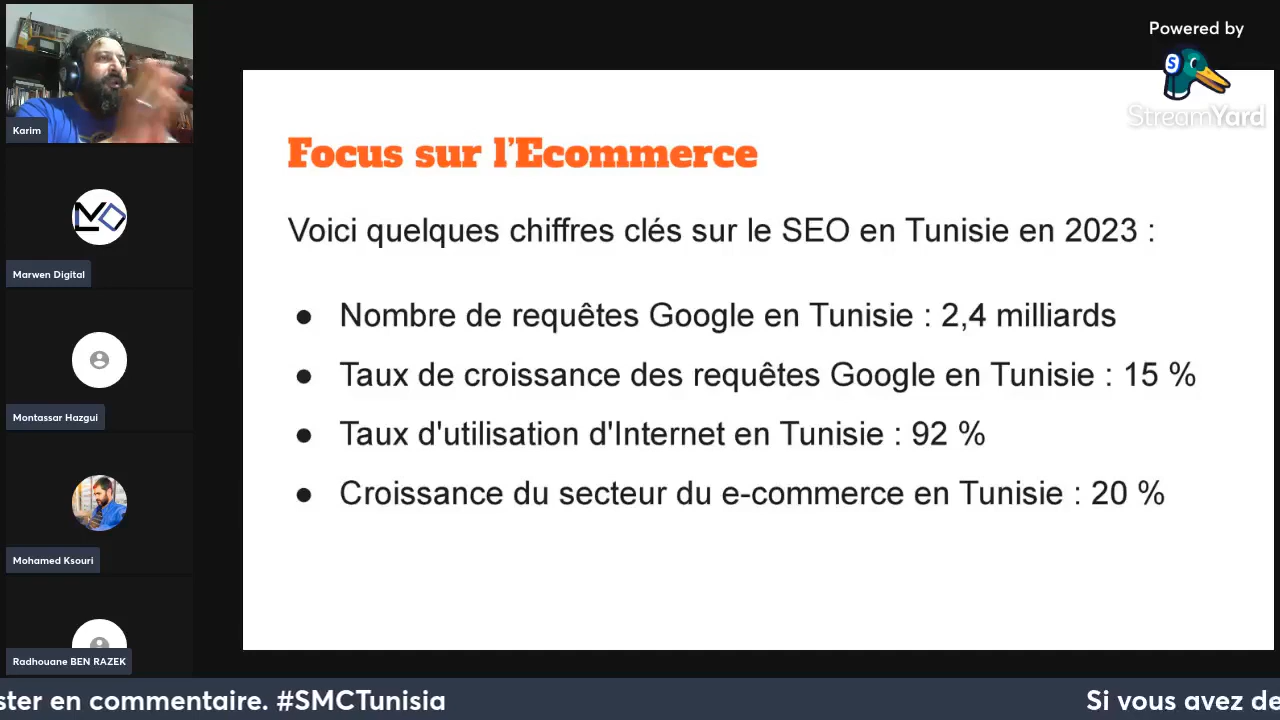 Powered by
StreamYard
Karim
Marwen Digital
Montassar Hazgui
Mohamed Ksouri
Radhouane BEN RAZEK
Focus sur l'Ecommerce
Voici quelques chiffres clés sur le SEO en Tunisie en 2023 :
● Nombre de requêtes Google en Tunisie : 2,4 milliards
● Taux de croissance des requêtes Google en Tunisie : 15 %
● Taux d'utilisation d'Internet en Tunisie : 92 %
● Croissance du secteur du e-commerce en Tunisie : 20 %
ster en commentaire. #SMCTunisia
Si vous avez de